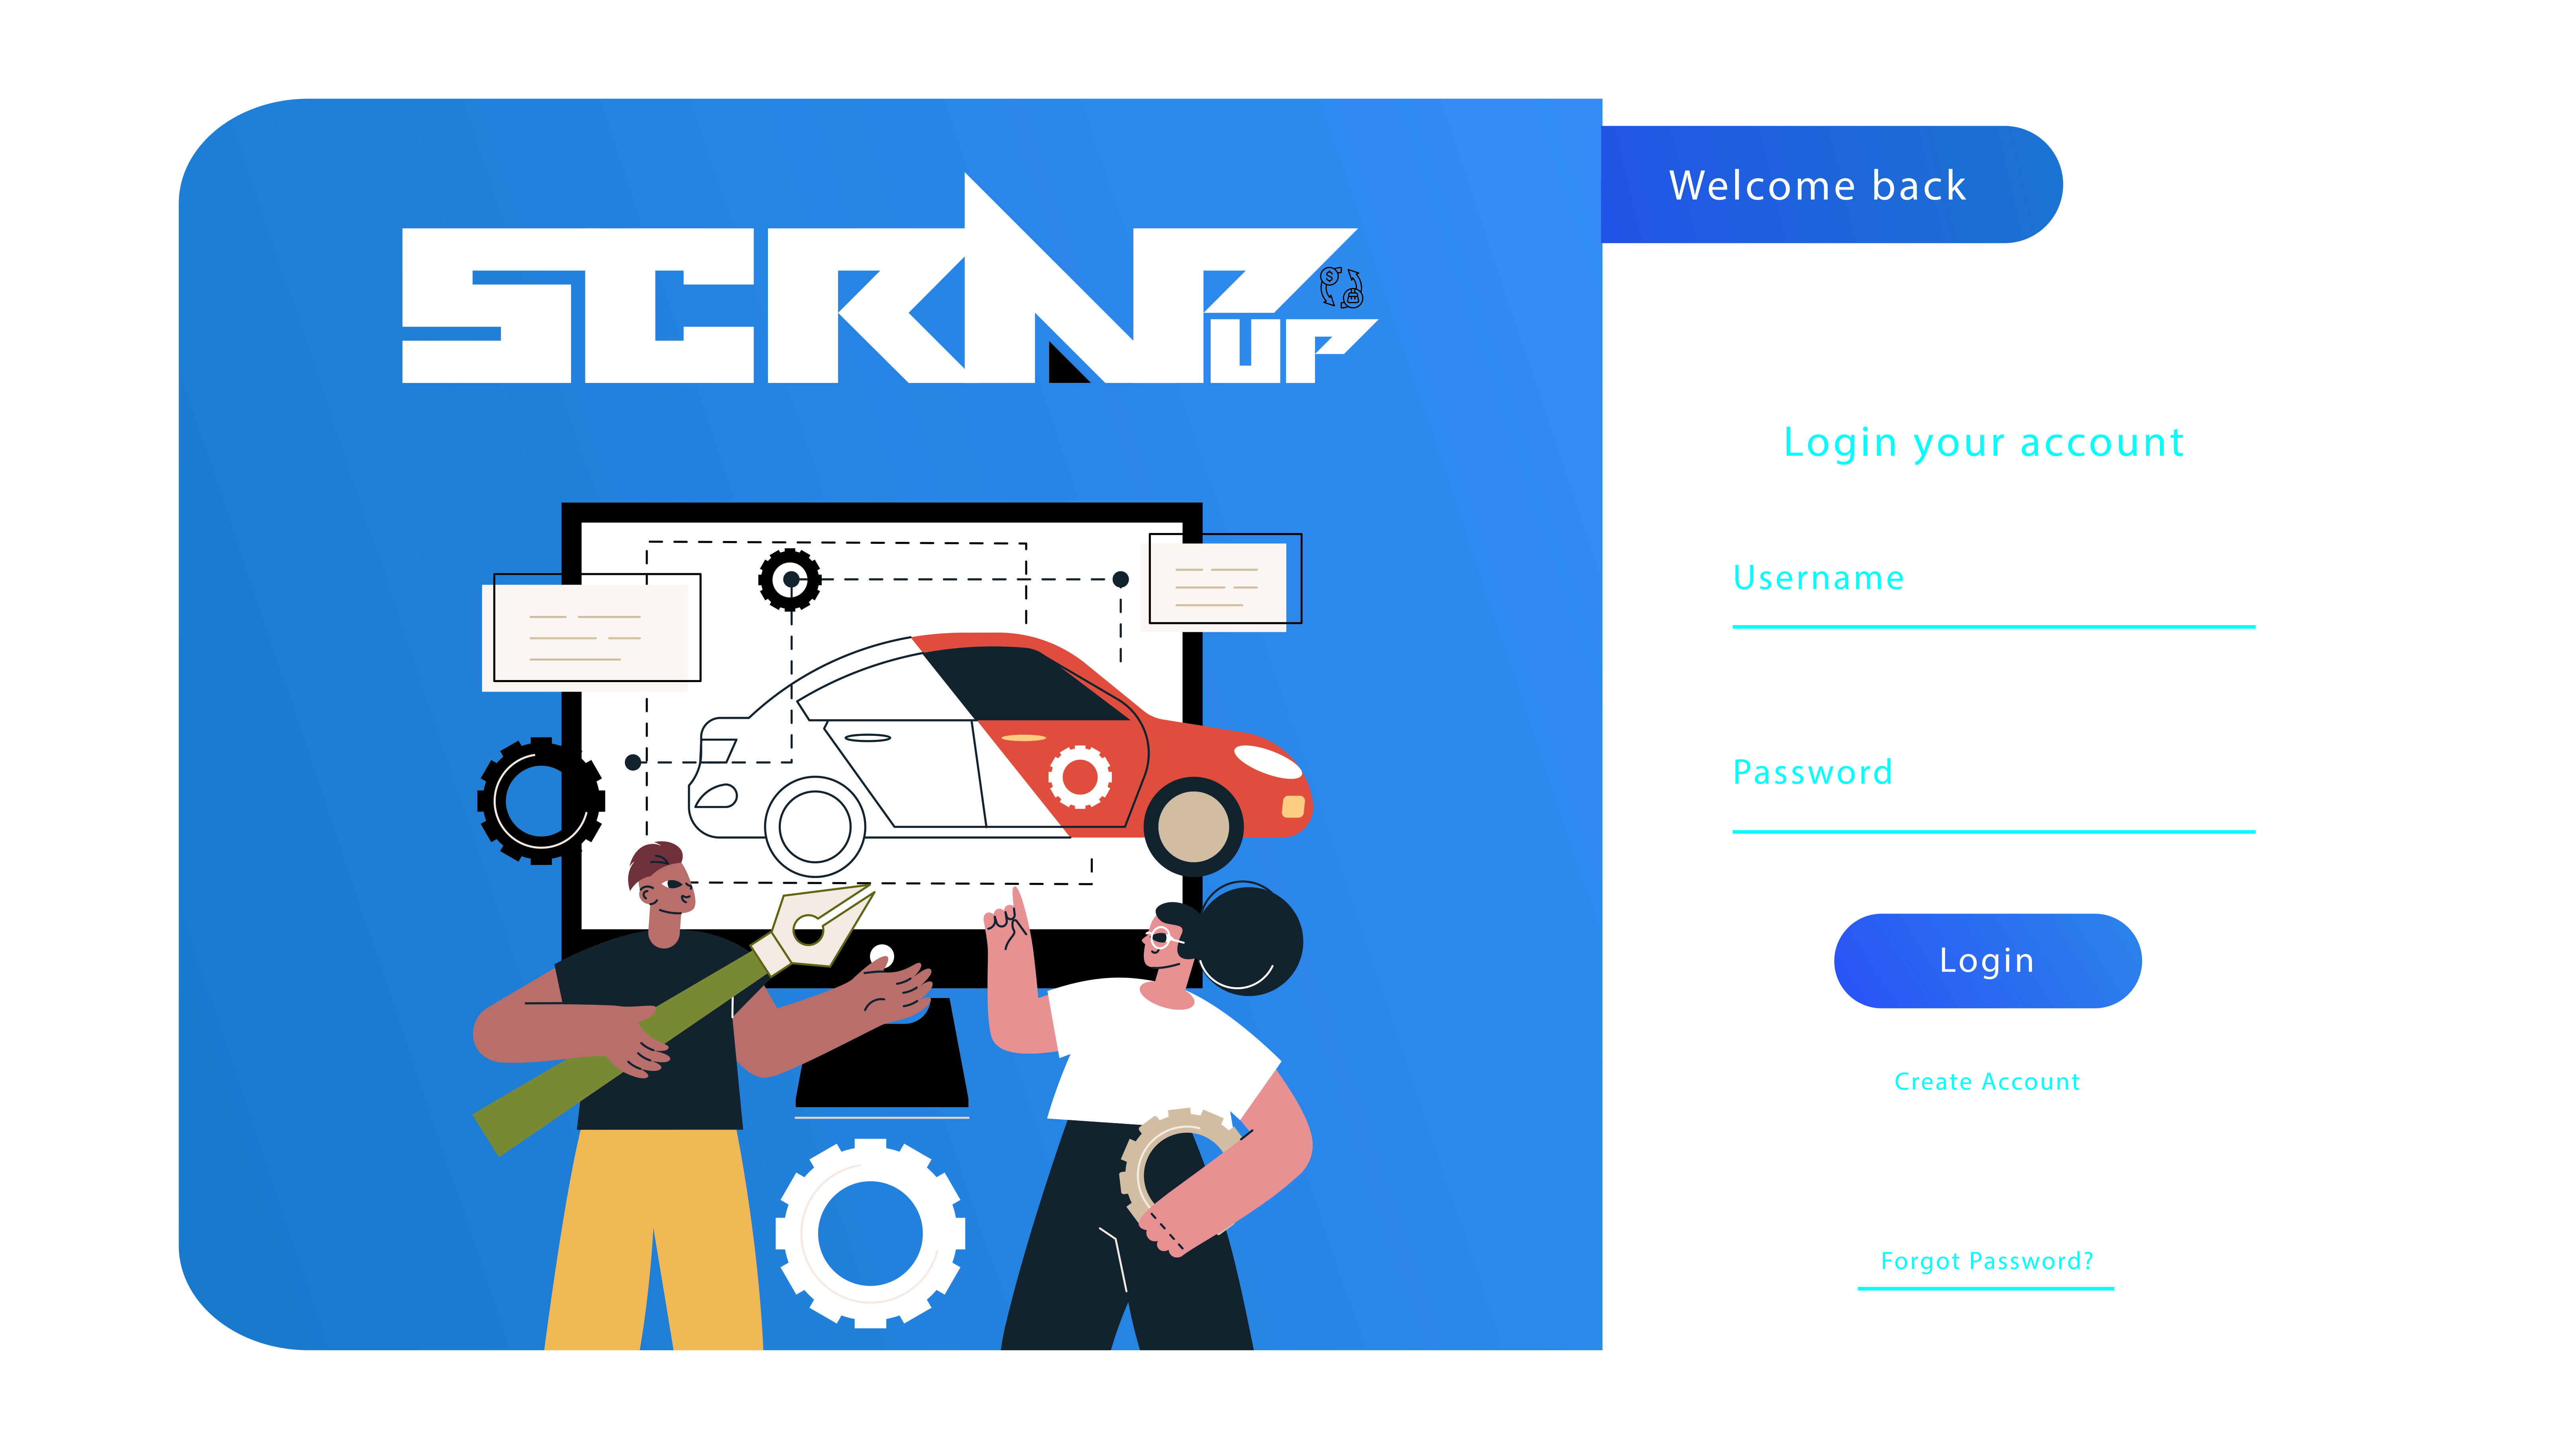 SCRAP
UP
Welcome back
Login your account
Username
Password
Login
Create Account
Forgot Password?